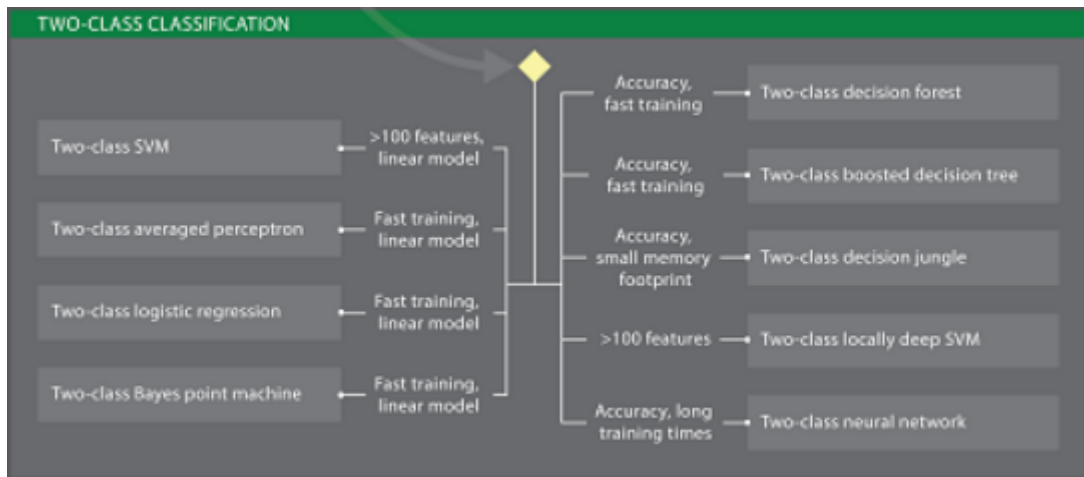 TWO-CLASS CLASSIFICATION
Two-class SVM
>100 features,
linear model
Two-class averaged perceptron
Fast training,
linear model
Two-class logistic regression
Fast training,
linear model
Two-class Bayes point machine
Fast training,
linear model
Accuracy,
fast training
Two-class decision forest
Accuracy,
fast training
Two-class boosted decision tree
Accuracy,
small memory
footprint
Two-class decision jungle
>100 features
Two-class locally deep SVM
Accuracy, long
training times
Two-class neural network